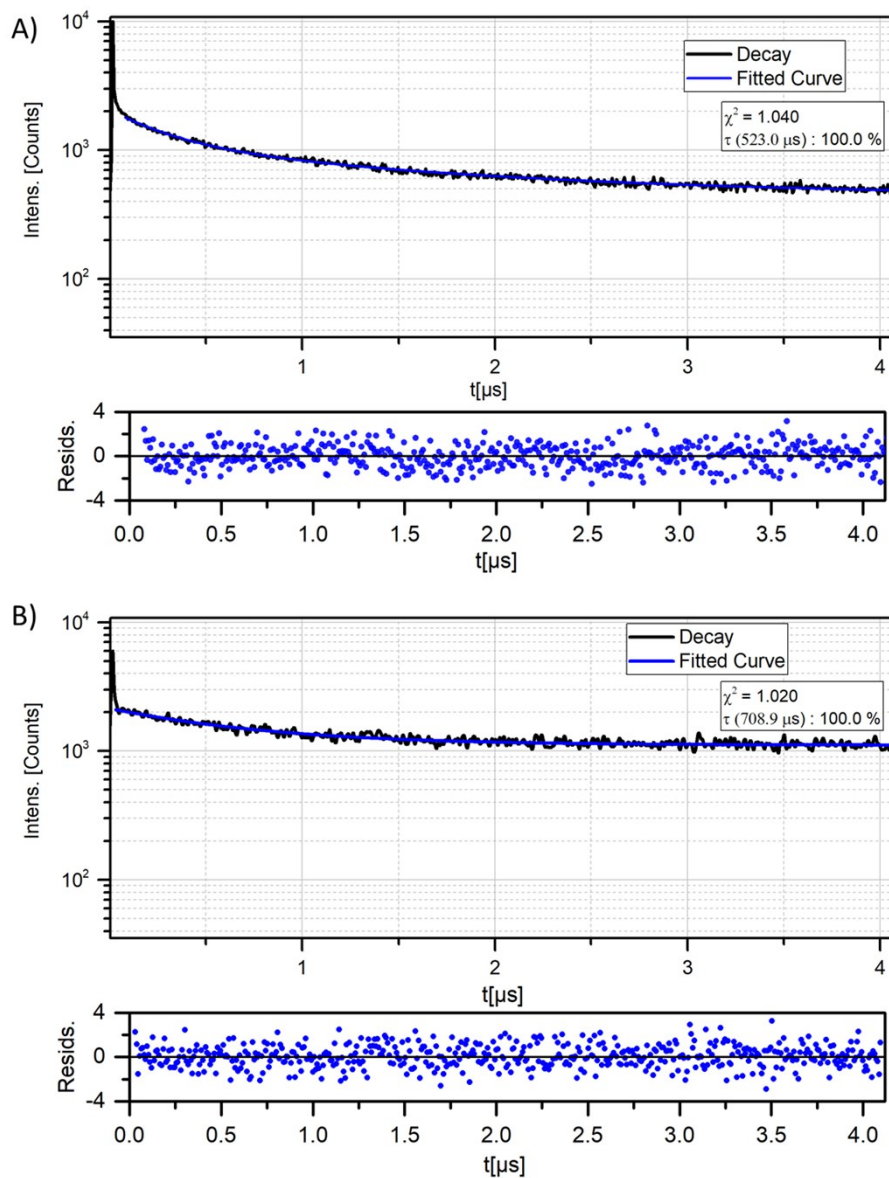 A)
10⁴
10³
10²
Intens. [Counts]
Decay
Fitted Curve
χ² = 1.040
τ (523.0 μs) : 100.0 %
1
2
3
4
t[µs]
4
0
-4
Resids.
0.0
0.5
1.0
1.5
2.0
2.5
3.0
3.5
4.0
t[µs]
B)
10⁴
10³
10²
Intens. [Counts]
Decay
Fitted Curve
χ² = 1.020
τ (708.9 μs) : 100.0 %
1
2
3
4
t[µs]
4
0
-4
Resids.
0.0
0.5
1.0
1.5
2.0
2.5
3.0
3.5
4.0
t[µs]